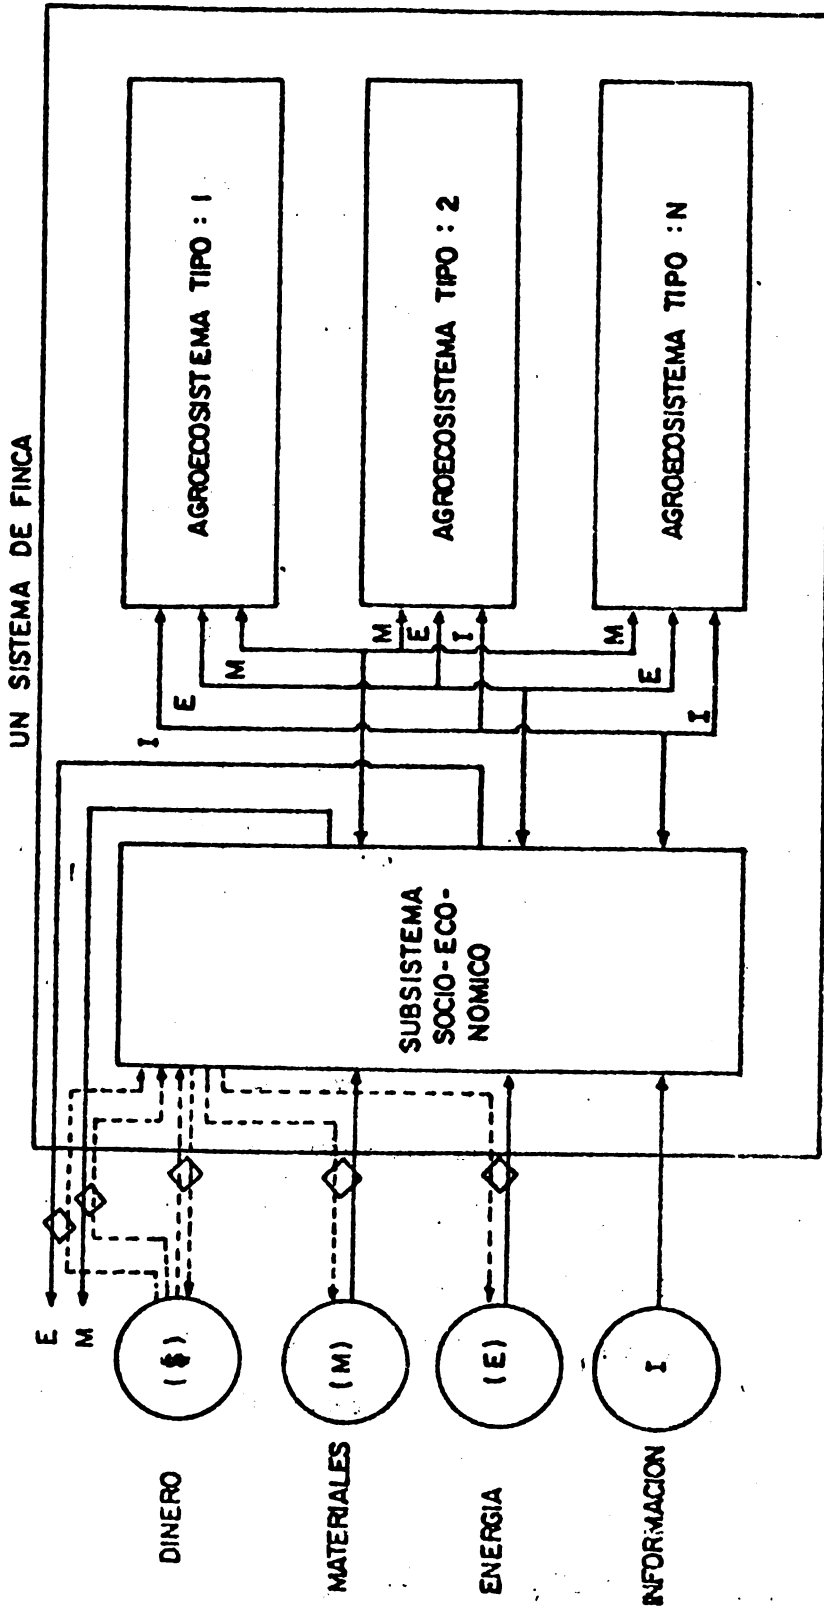 UN SISTEMA DE FINCA
E
M
DINERO
($)
MATERIALES
(M)
ENERGIA
(E)
INFORMACION
I
SUBSISTEMA
SOCIO-ECO-
NOMICO
I
E
M
AGROECOSISTEMA TIPO : 1
M
E
I
AGROECOSISTEMA TIPO : 2
M
E
I
AGROECOSISTEMA TIPO : N